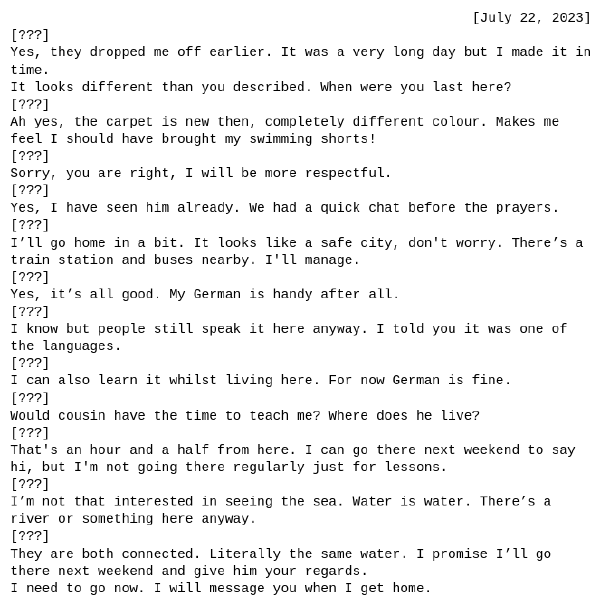 [July 22, 2023]
[???]
Yes, they dropped me off earlier. It was a very long day but I made it in
time.
It looks different than you described. When were you last here?
[???]
Ah yes, the carpet is new then, completely different colour. Makes me
feel I should have brought my swimming shorts!
[???]
Sorry, you are right, I will be more respectful.
[???]
Yes, I have seen him already. We had a quick chat before the prayers.
[???]
I’ll go home in a bit. It looks like a safe city, don't worry. There’s a
train station and buses nearby. I'll manage.
[???]
Yes, it’s all good. My German is handy after all.
[???]
I know but people still speak it here anyway. I told you it was one of
the languages.
[???]
I can also learn it whilst living here. For now German is fine.
[???]
Would cousin have the time to teach me? Where does he live?
[???]
That's an hour and a half from here. I can go there next weekend to say
hi, but I'm not going there regularly just for lessons.
[???]
I’m not that interested in seeing the sea. Water is water. There’s a
river or something here anyway.
[???]
They are both connected. Literally the same water. I promise I’ll go
there next weekend and give him your regards.
I need to go now. I will message you when I get home.